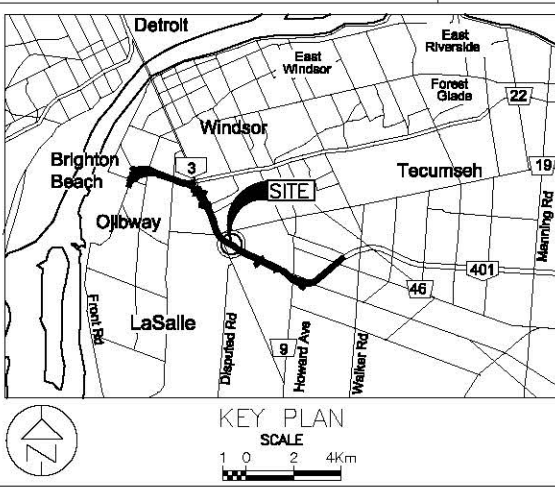 Detroit
East
Riverside
East
Windsor
Forest
Glade
22
Windsor
Brighton
Beach
3
Tecumseh
19
SITE
Ojibway
Manning Rd
401
46
Front Rd
LaSalle
Disputed Rd
9
Howard Ave
Walker Rd
N
KEY PLAN
SCALE
1 0 2 4Km